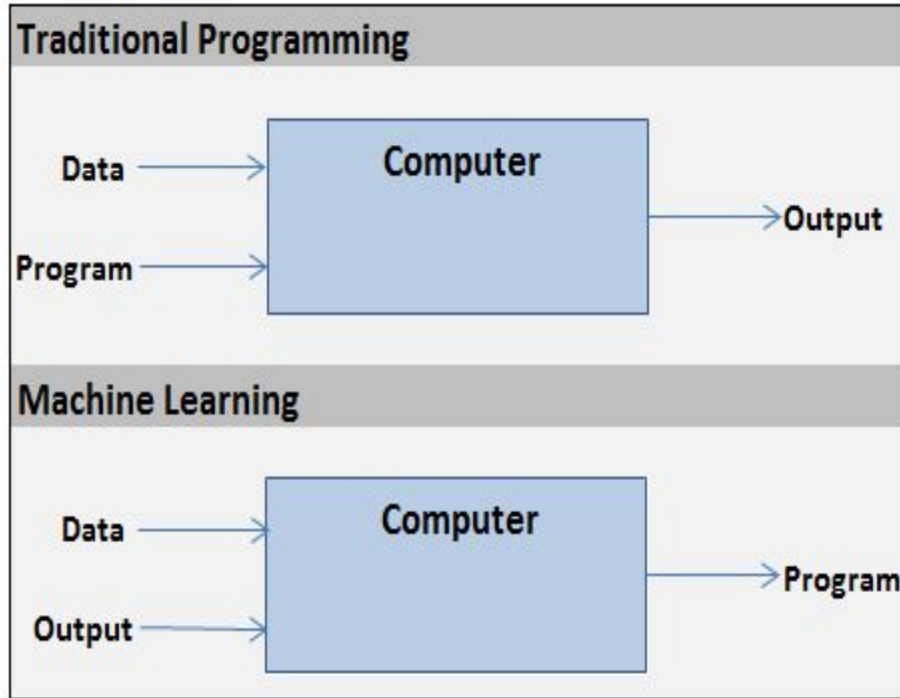 Traditional Programming
Data
Computer
Program
Output
Machine Learning
Data
Computer
Output
Program